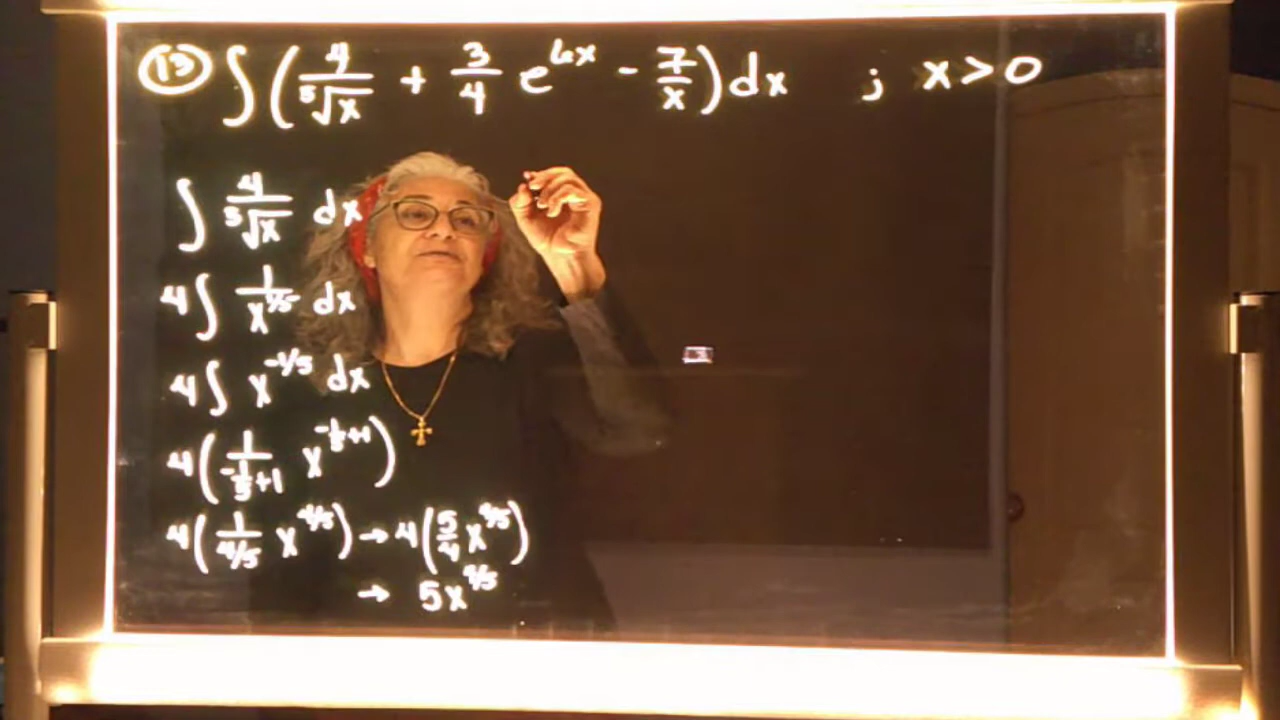 13 ∫ (4/⁵√x + 3/4 e^{6x} - 7/x) dx ; x > 0
∫ 4/⁵√x dx
4 ∫ 1/x^{1/5} dx
4 ∫ x^{-1/5} dx
4 (1/(-1/5+1) x^{-1/5+1})
4 (1/(4/5) x^{4/5}) → 4 (5/4 x^{4/5})
→ 5x^{4/5}